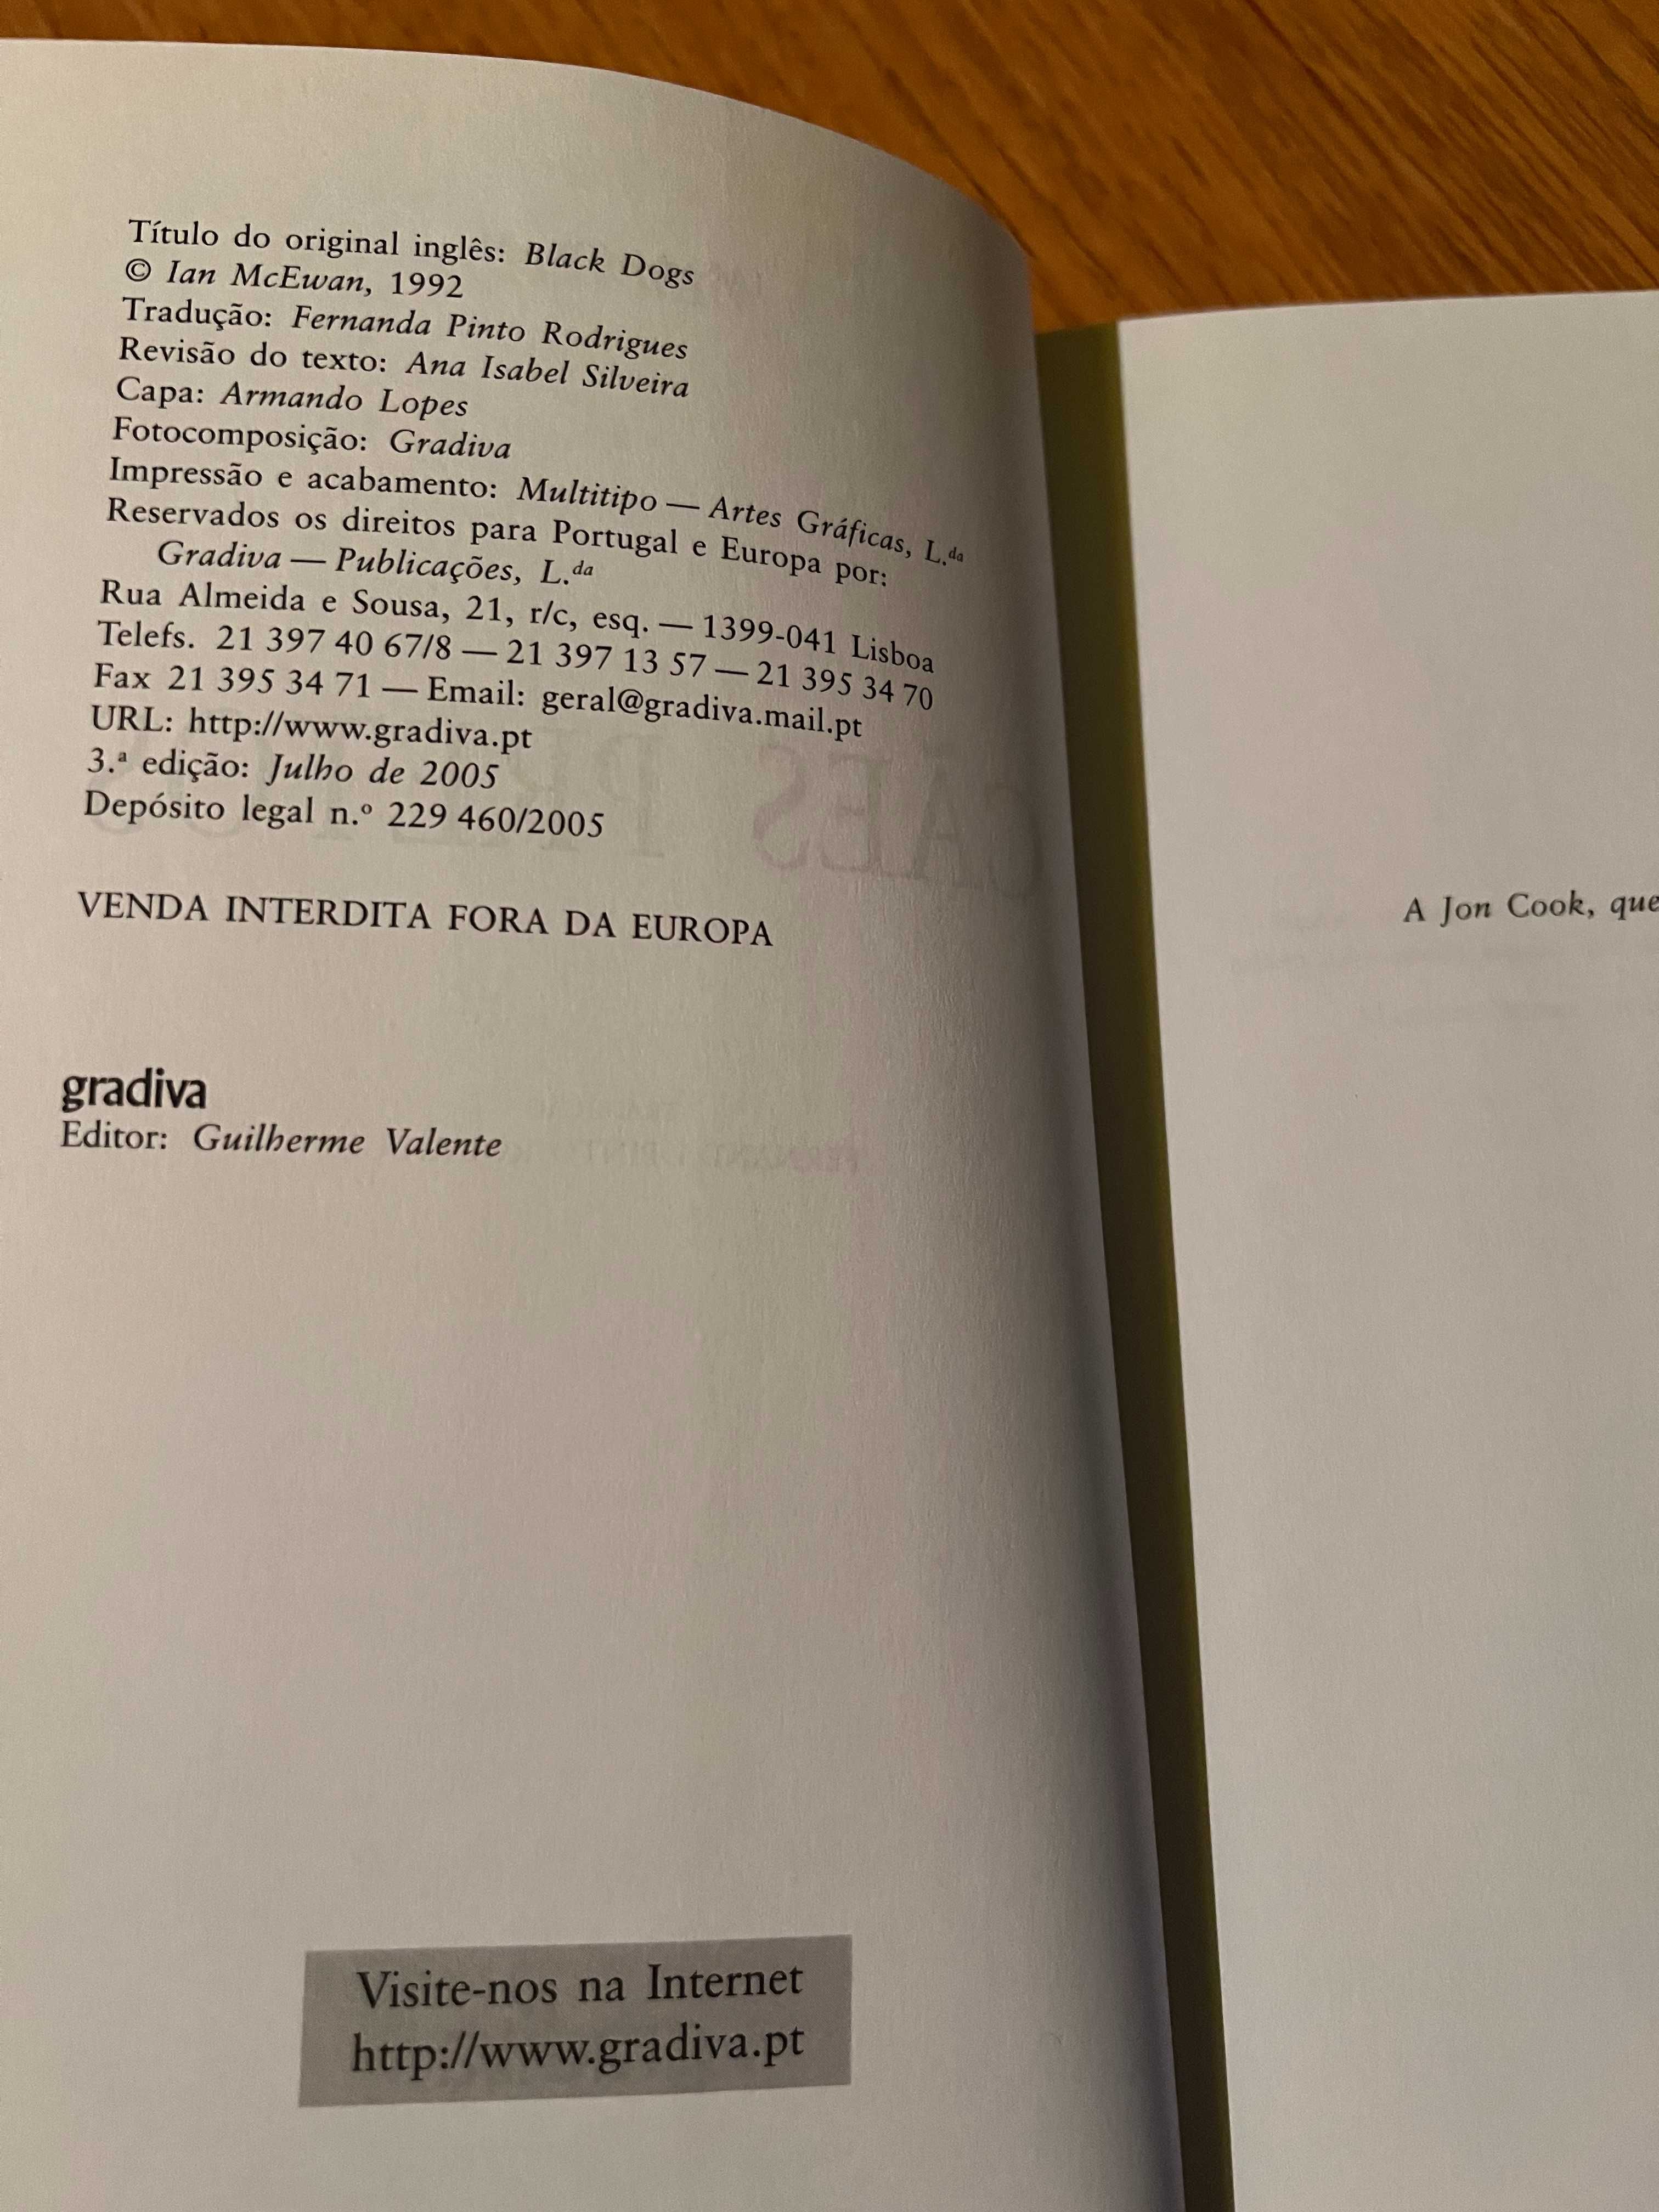 Título do original inglês: Black Dogs
© Ian McEwan, 1992
Tradução: Fernanda Pinto Rodrigues
Revisão do texto: Ana Isabel Silveira
Capa: Armando Lopes
Fotocomposição: Gradiva
Impressão e acabamento: Multitipo — Artes Gráficas, L.ᵈᵃ
Reservados os direitos para Portugal e Europa por:
Gradiva — Publicações, L.ᵈᵃ
Rua Almeida e Sousa, 21, r/c, esq. — 1399-041 Lisboa
Telefs. 21 397 40 67/8 — 21 397 13 57 — 21 395 34 70
Fax 21 395 34 71 — Email: geral@gradiva.mail.pt
URL: http://www.gradiva.pt
3.ª edição: Julho de 2005
Depósito legal n.º 229 460/2005
VENDA INTERDITA FORA DA EUROPA
gradiva
Editor: Guilherme Valente
Visite-nos na Internet
http://www.gradiva.pt
A Jon Cook, que